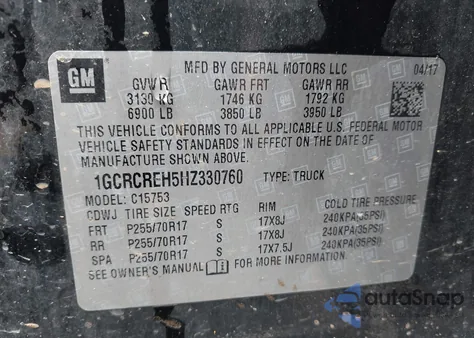 GM
MFD BY GENERAL MOTORS LLC 04/17
GVWR GAWR FRT GAWR RR
3130 KG 1746 KG 1792 KG
6900 LB 3850 LB 3950 LB
THIS VEHICLE CONFORMS TO ALL APPLICABLE U.S. FEDERAL MOTOR
VEHICLE SAFETY STANDARDS IN EFFECT ON THE DATE OF
MANUFACTURE SHOWN ABOVE.
1GCRCREH5HZ330760 TYPE: TRUCK
MODEL: C15753
CDWJ TIRE SIZE SPEED RTG RIM COLD TIRE PRESSURE
FRT P255/70R17 S 17X8J 240KPA(35PSI)
RR P255/70R17 S 17X8J 240KPA(35PSI)
SPA P255/70R17 S 17X7.5J 240KPA(35PSI)
SEE OWNER'S MANUAL FOR MORE INFORMATION.
autoSnap